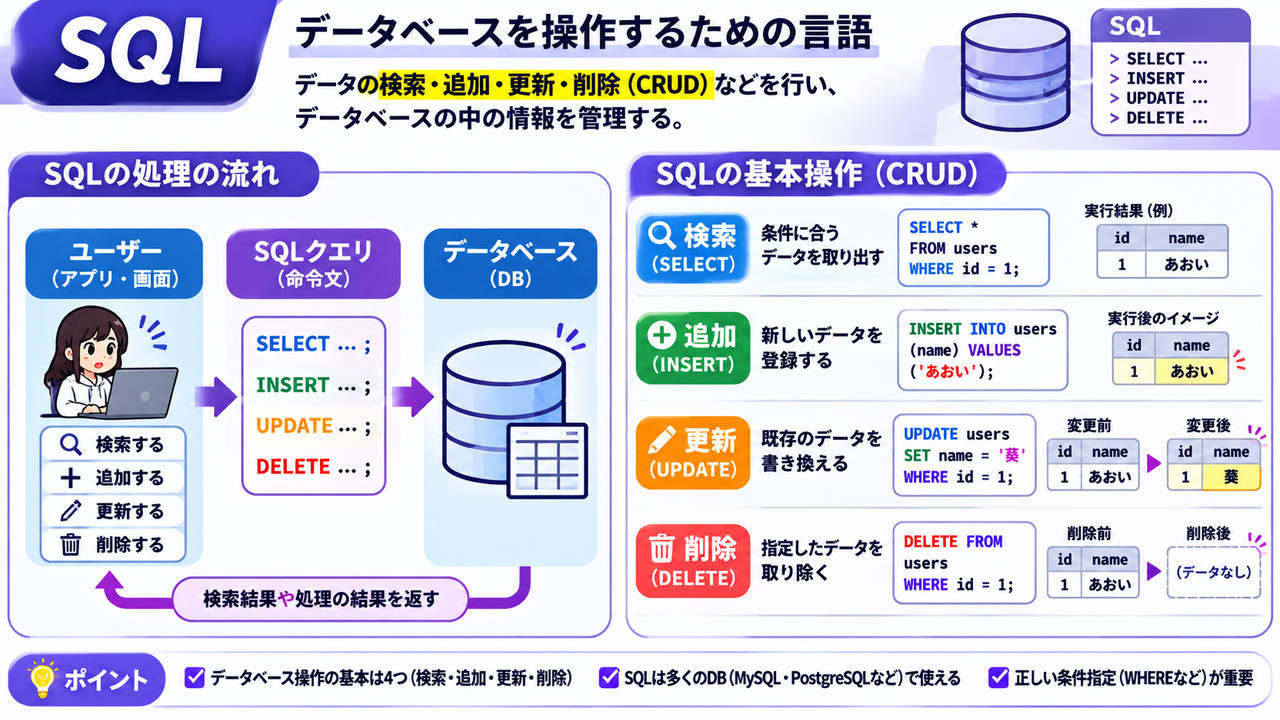 SQL
データベースを操作するための言語
データの検索・追加・更新・削除（CRUD）などを行い、
データベースの中の情報を管理する。
SQL
> SELECT ...
> INSERT ...
> UPDATE ...
> DELETE ...
SQLの処理の流れ
ユーザー
（アプリ・画面）
検索する
追加する
更新する
削除する
SQLクエリ
（命令文）
SELECT ... ;
INSERT ... ;
UPDATE ... ;
DELETE ... ;
データベース
（DB）
検索結果や処理の結果を返す
SQLの基本操作（CRUD）
検索
（SELECT）
条件に合う
データを取り出す
SELECT *
FROM users
WHERE id = 1;
実行結果（例）
id name
1 あおい
追加
（INSERT）
新しいデータを
登録する
INSERT INTO users
(name) VALUES
('あおい');
実行後のイメージ
id name
1 あおい
更新
（UPDATE）
既存のデータを
書き換える
UPDATE users
SET name = '葵'
WHERE id = 1;
変更前
id name
1 あおい
変更後
id name
1 葵
削除
（DELETE）
指定したデータを
取り除く
DELETE FROM
users
WHERE id = 1;
削除前
id name
1 あおい
削除後
（データなし）
ポイント
データベース操作の基本は4つ（検索・追加・更新・削除）
SQLは多くのDB（MySQL・PostgreSQLなど）で使える
正しい条件指定（WHEREなど）が重要